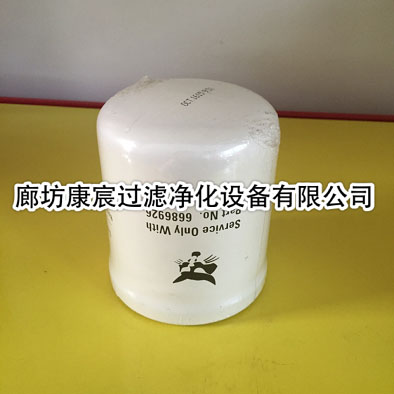 廊坊康宸过滤净化设备有限公司
Service Only With
Part No. 6686926